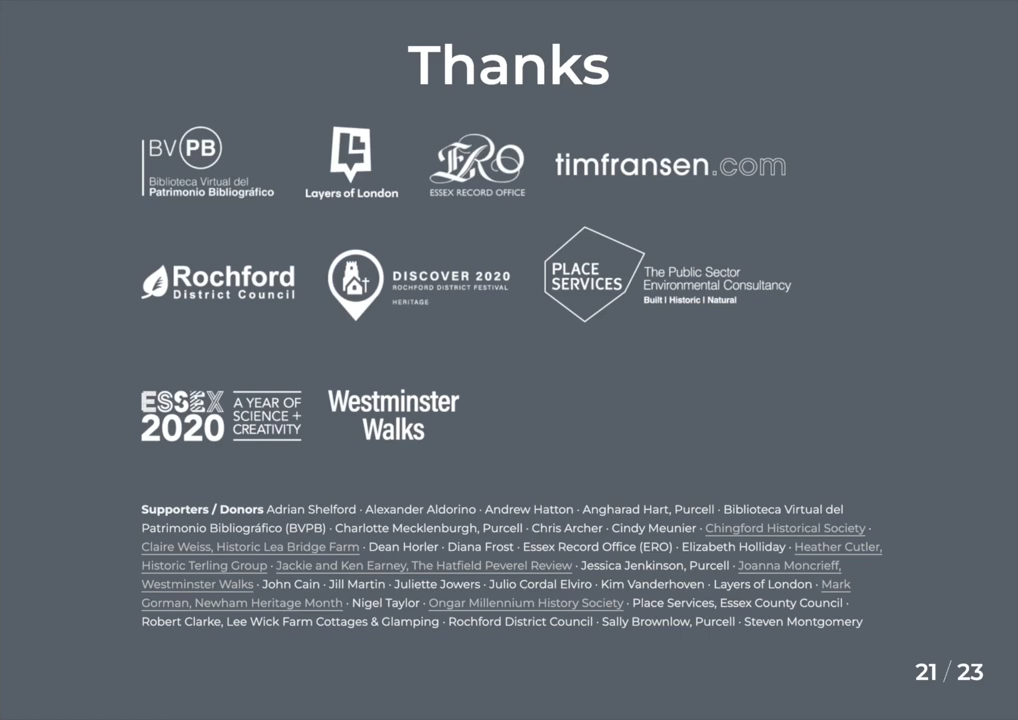 Thanks
BV PB
Biblioteca Virtual del
Patrimonio Bibliográfico
Layers of London
ERO
ESSEX RECORD OFFICE
timfransen.com
Rochford
District Council
DISCOVER 2020
ROCHFORD DISTRICT FESTIVAL
HERITAGE
PLACE
SERVICES
The Public Sector
Environmental Consultancy
Built | Historic | Natural
ESSEX
2020
A YEAR OF
SCIENCE +
CREATIVITY
Westminster
Walks
Supporters / Donors Adrian Shelford · Alexander Aldorino · Andrew Hatton · Angharad Hart, Purcell · Biblioteca Virtual del
Patrimonio Bibliográfico (BVPB) · Charlotte Mecklenburgh, Purcell · Chris Archer · Cindy Meunier · Chingford Historical Society ·
Claire Weiss, Historic Lea Bridge Farm · Dean Horler · Diana Frost · Essex Record Office (ERO) · Elizabeth Holliday · Heather Cutler,
Historic Terling Group · Jackie and Ken Earney, The Hatfield Peverel Review · Jessica Jenkinson, Purcell · Joanna Moncrieff,
Westminster Walks · John Cain · Jill Martin · Juliette Jowers · Julio Cordal Elviro · Kim Vanderhoven · Layers of London · Mark
Gorman, Newham Heritage Month · Nigel Taylor · Ongar Millennium History Society · Place Services, Essex County Council ·
Robert Clarke, Lee Wick Farm Cottages & Glamping · Rochford District Council · Sally Brownlow, Purcell · Steven Montgomery
21 / 23